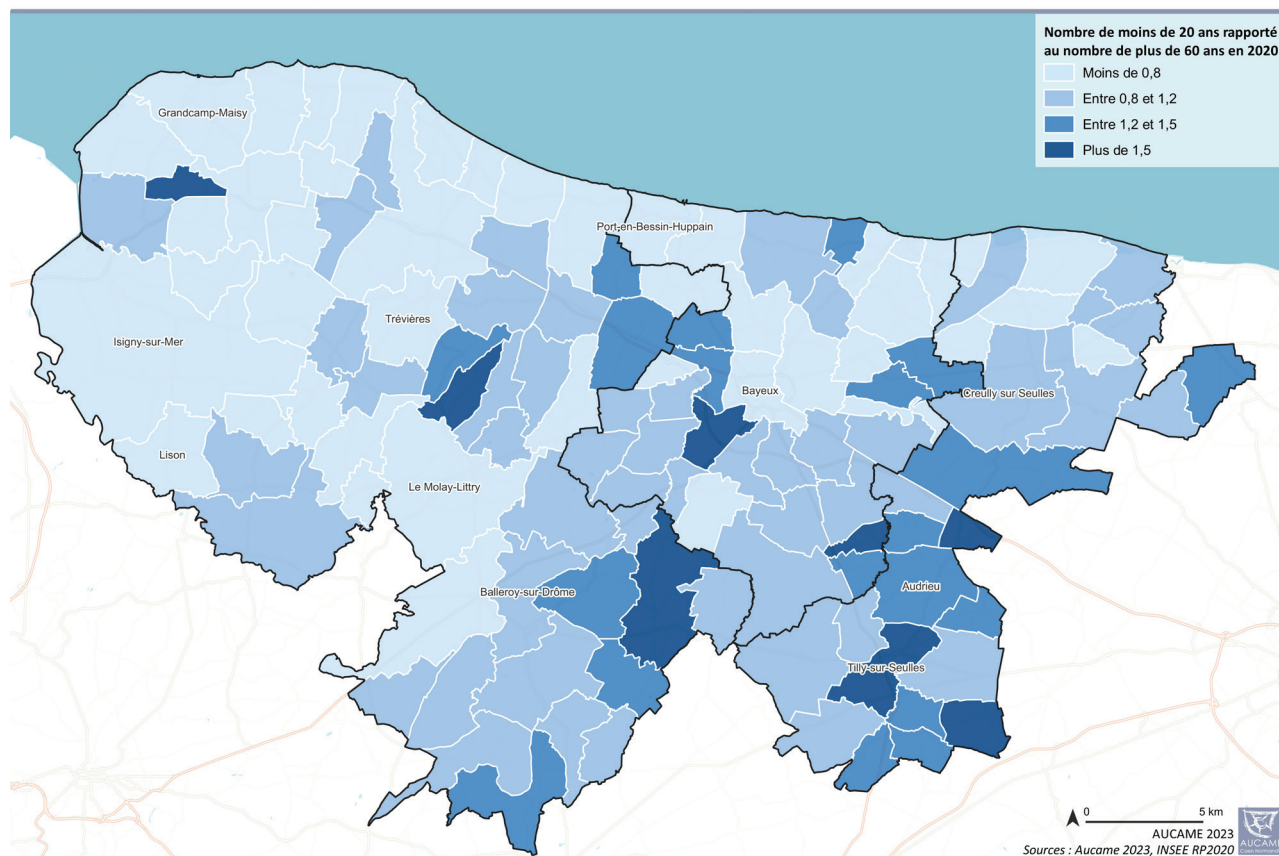 Nombre de moins de 20 ans rapporté
au nombre de plus de 60 ans en 2020
Moins de 0,8
Entre 0,8 et 1,2
Entre 1,2 et 1,5
Plus de 1,5
Grandcamp-Maisy
Port-en-Bessin-Huppain
Trévières
Isigny-sur-Mer
Bayeux
Creully sur Seulles
Lison
Le Molay-Littry
Balleroy-sur-Drôme
Audrieu
Tilly-sur-Seulles
0 5 km
AUCAME 2023
Sources : Aucame 2023, INSEE RP2020
AUCAME
Caen Normandie